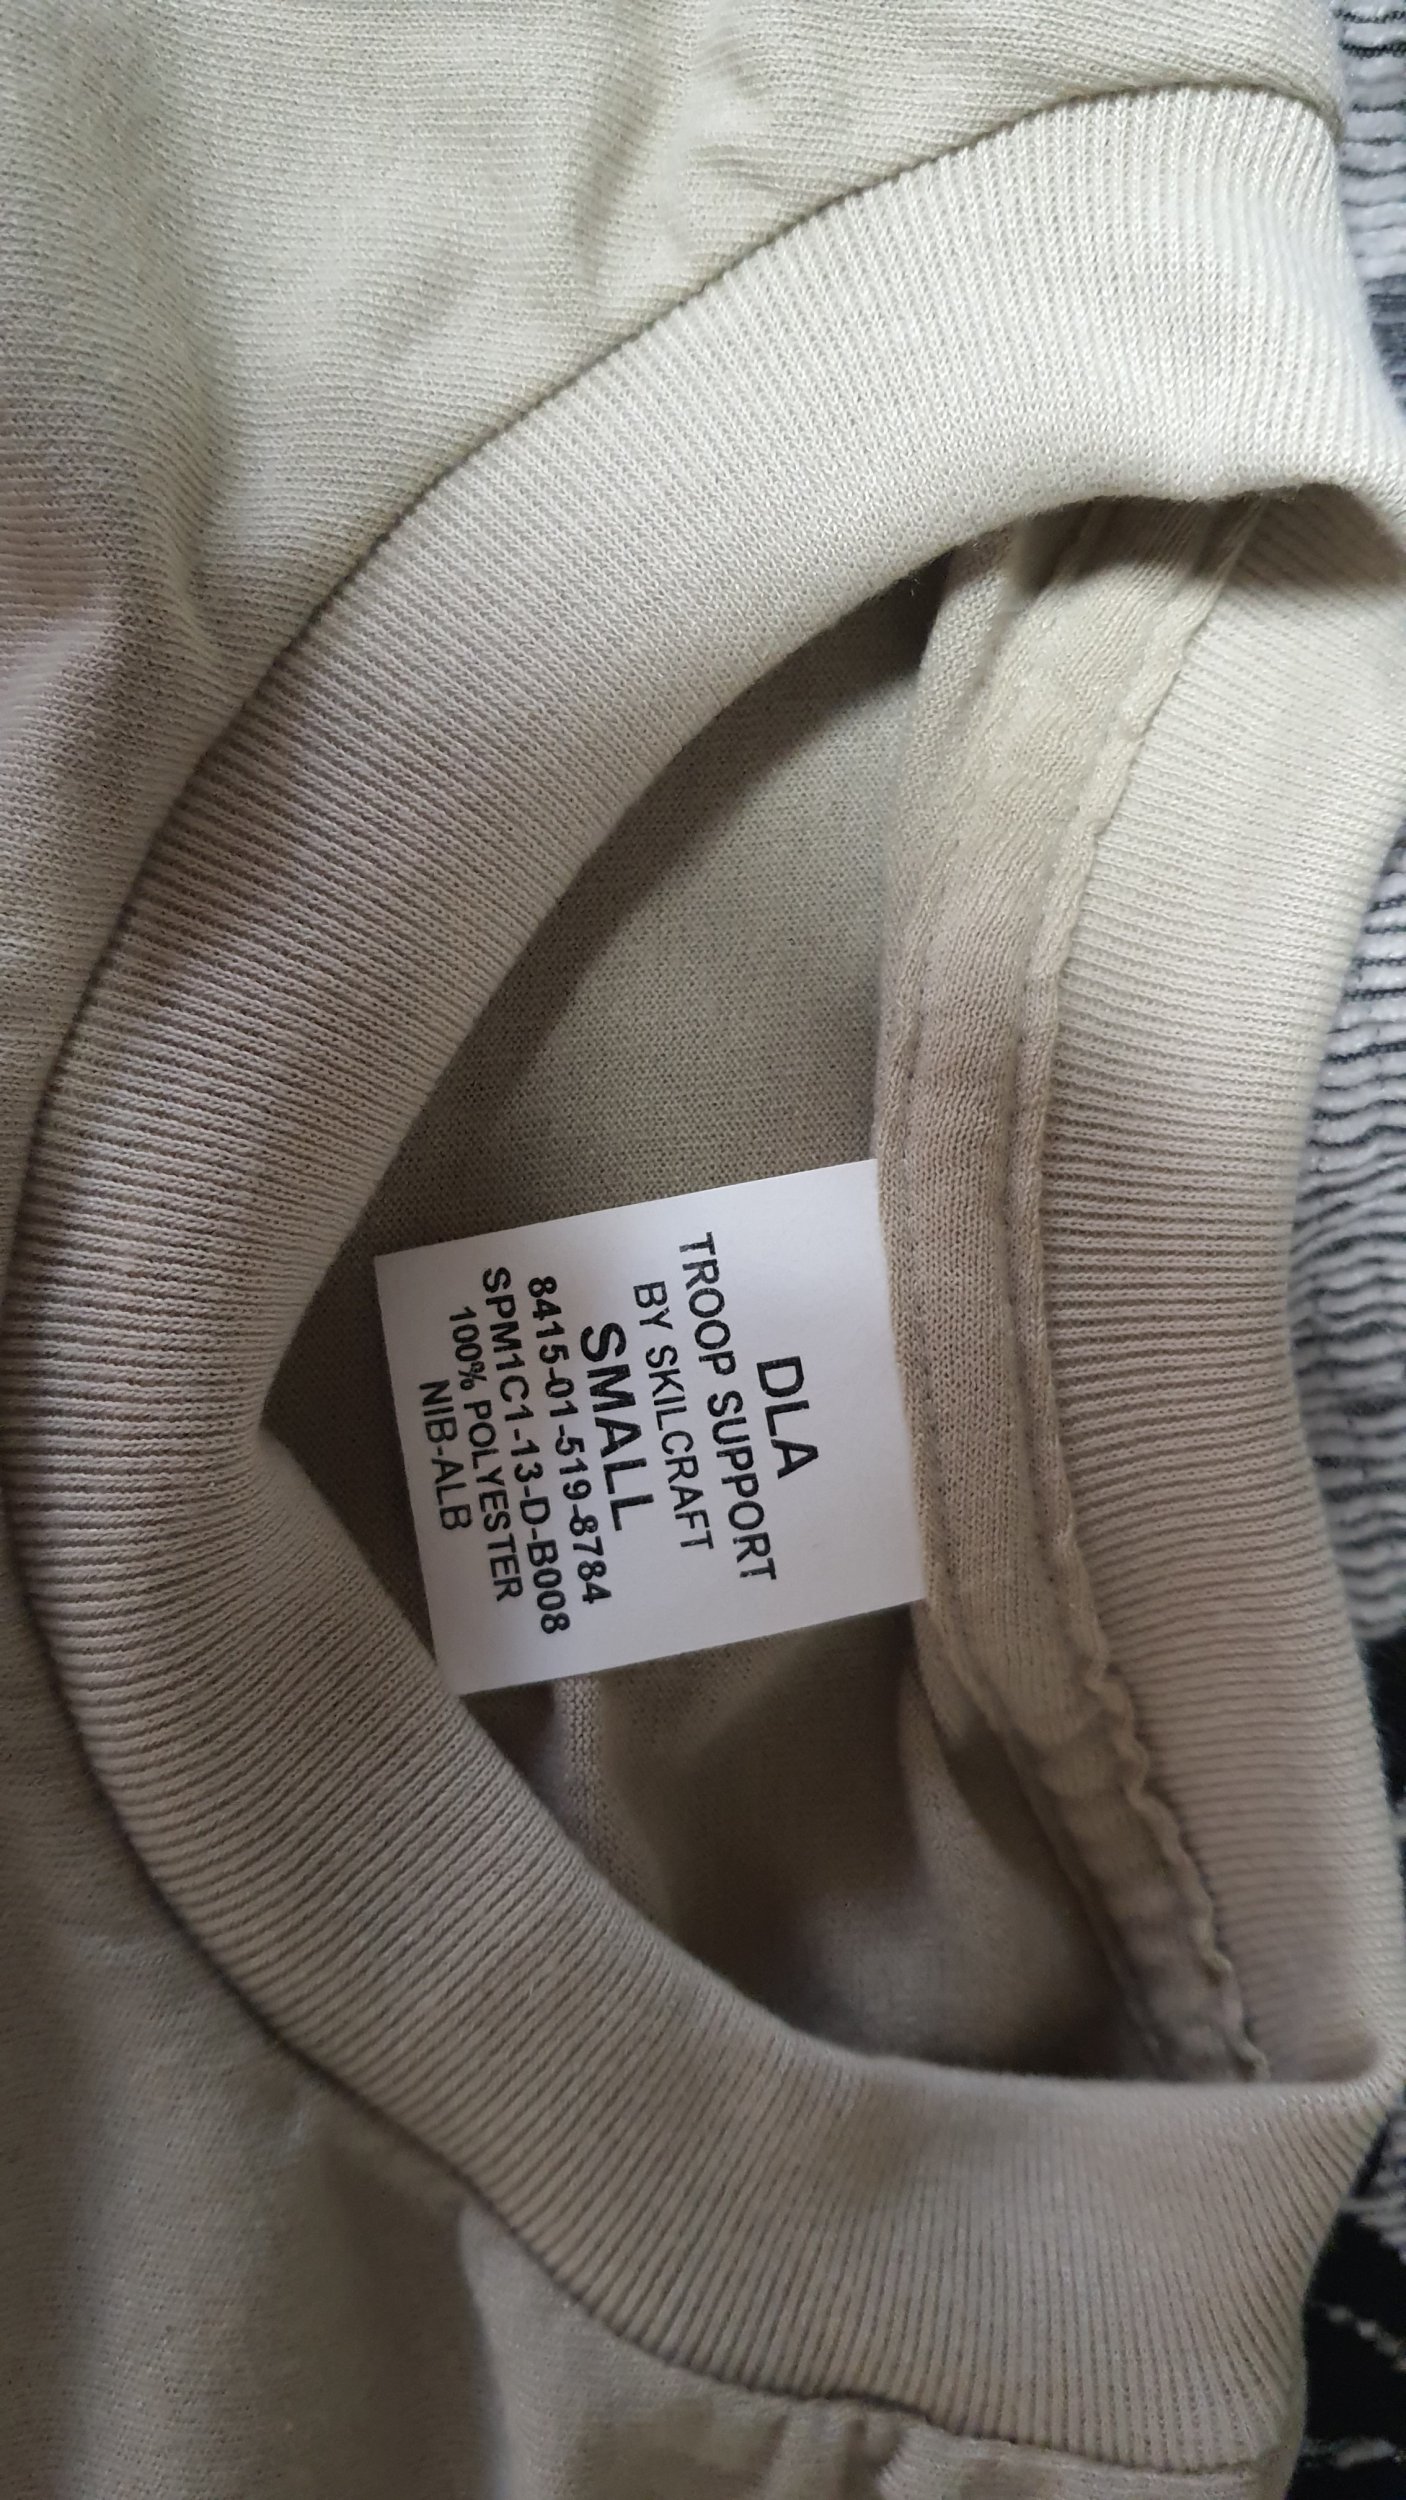 DLA
TROOP SUPPORT
BY SKILCRAFT
SMALL
8415-01-519-8784
SPM1C1-13-D-B008
100% POLYESTER
NIB-ALB